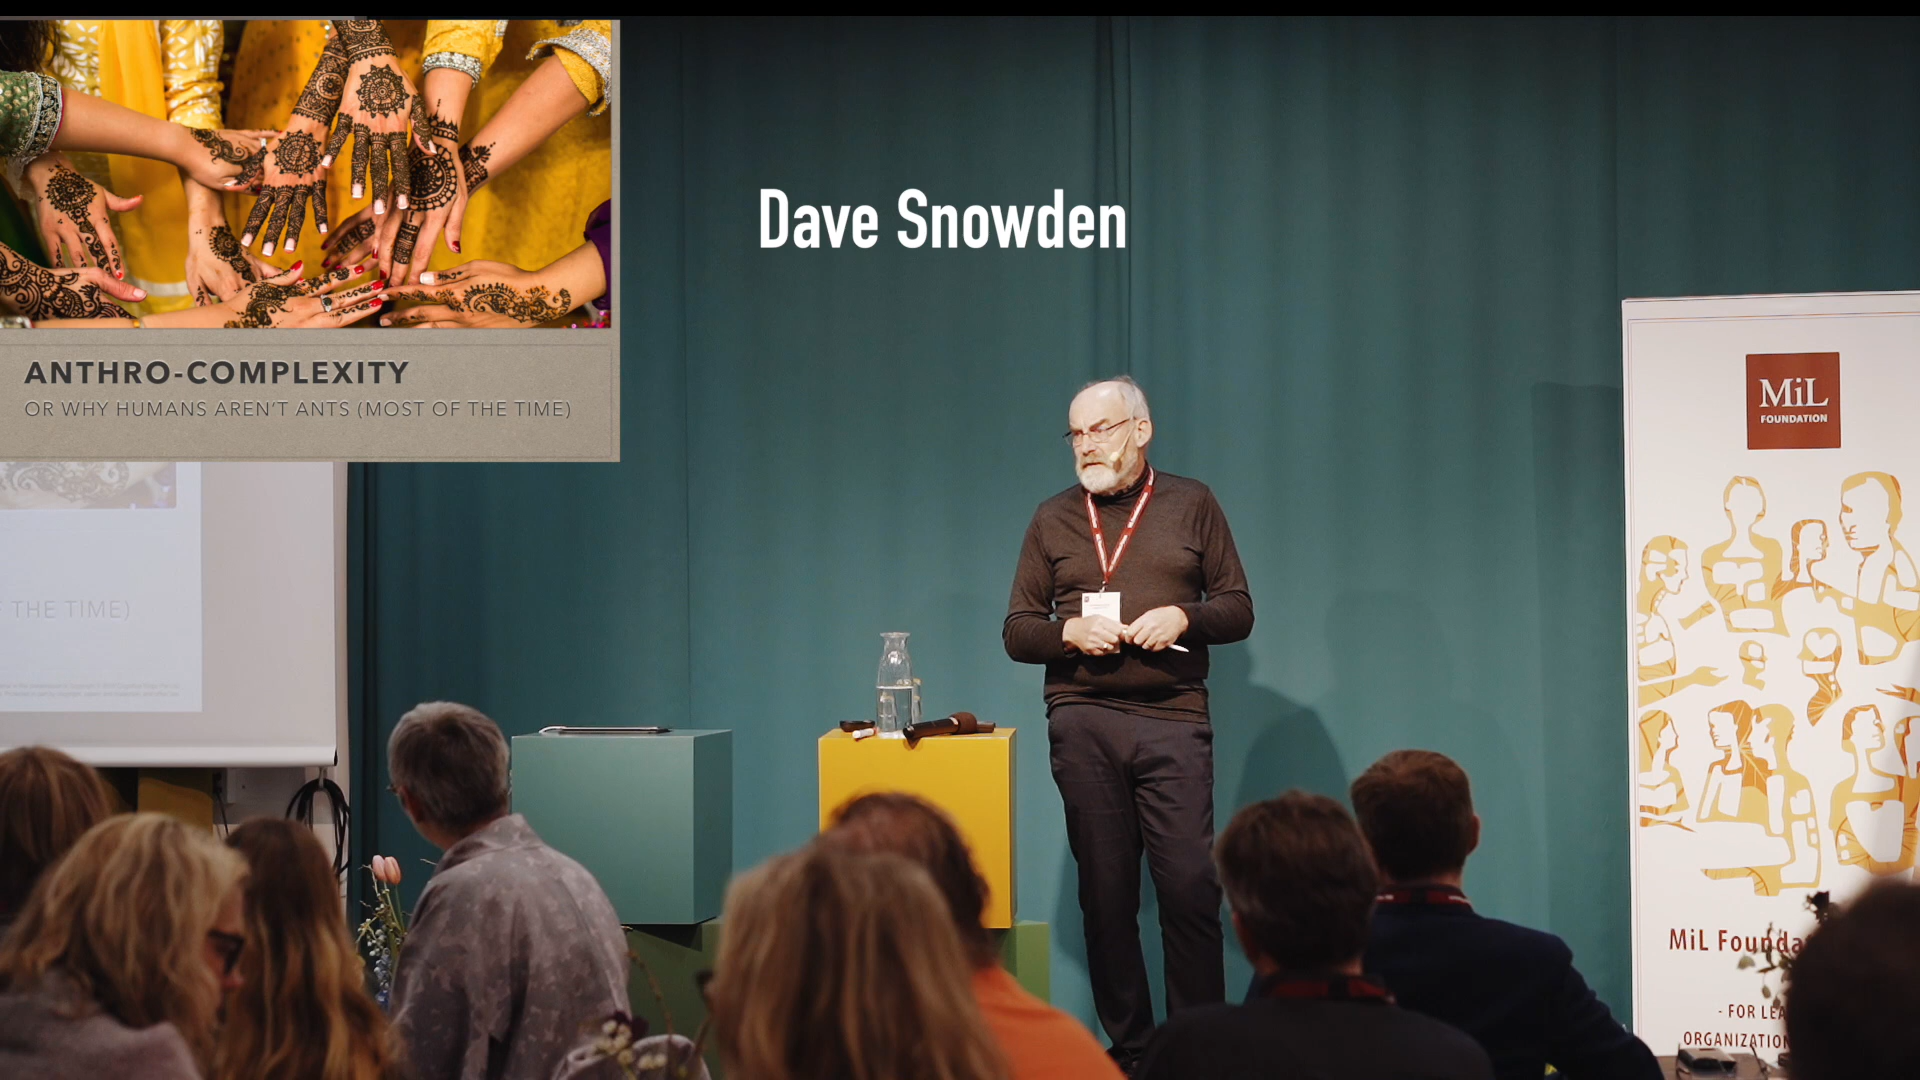 ANTHRO-COMPLEXITY
OR WHY HUMANS AREN'T ANTS (MOST OF THE TIME)
Dave Snowden
THE TIME)
MiL
FOUNDATION
MiL Founda
- FOR LEA
ORGANIZATION